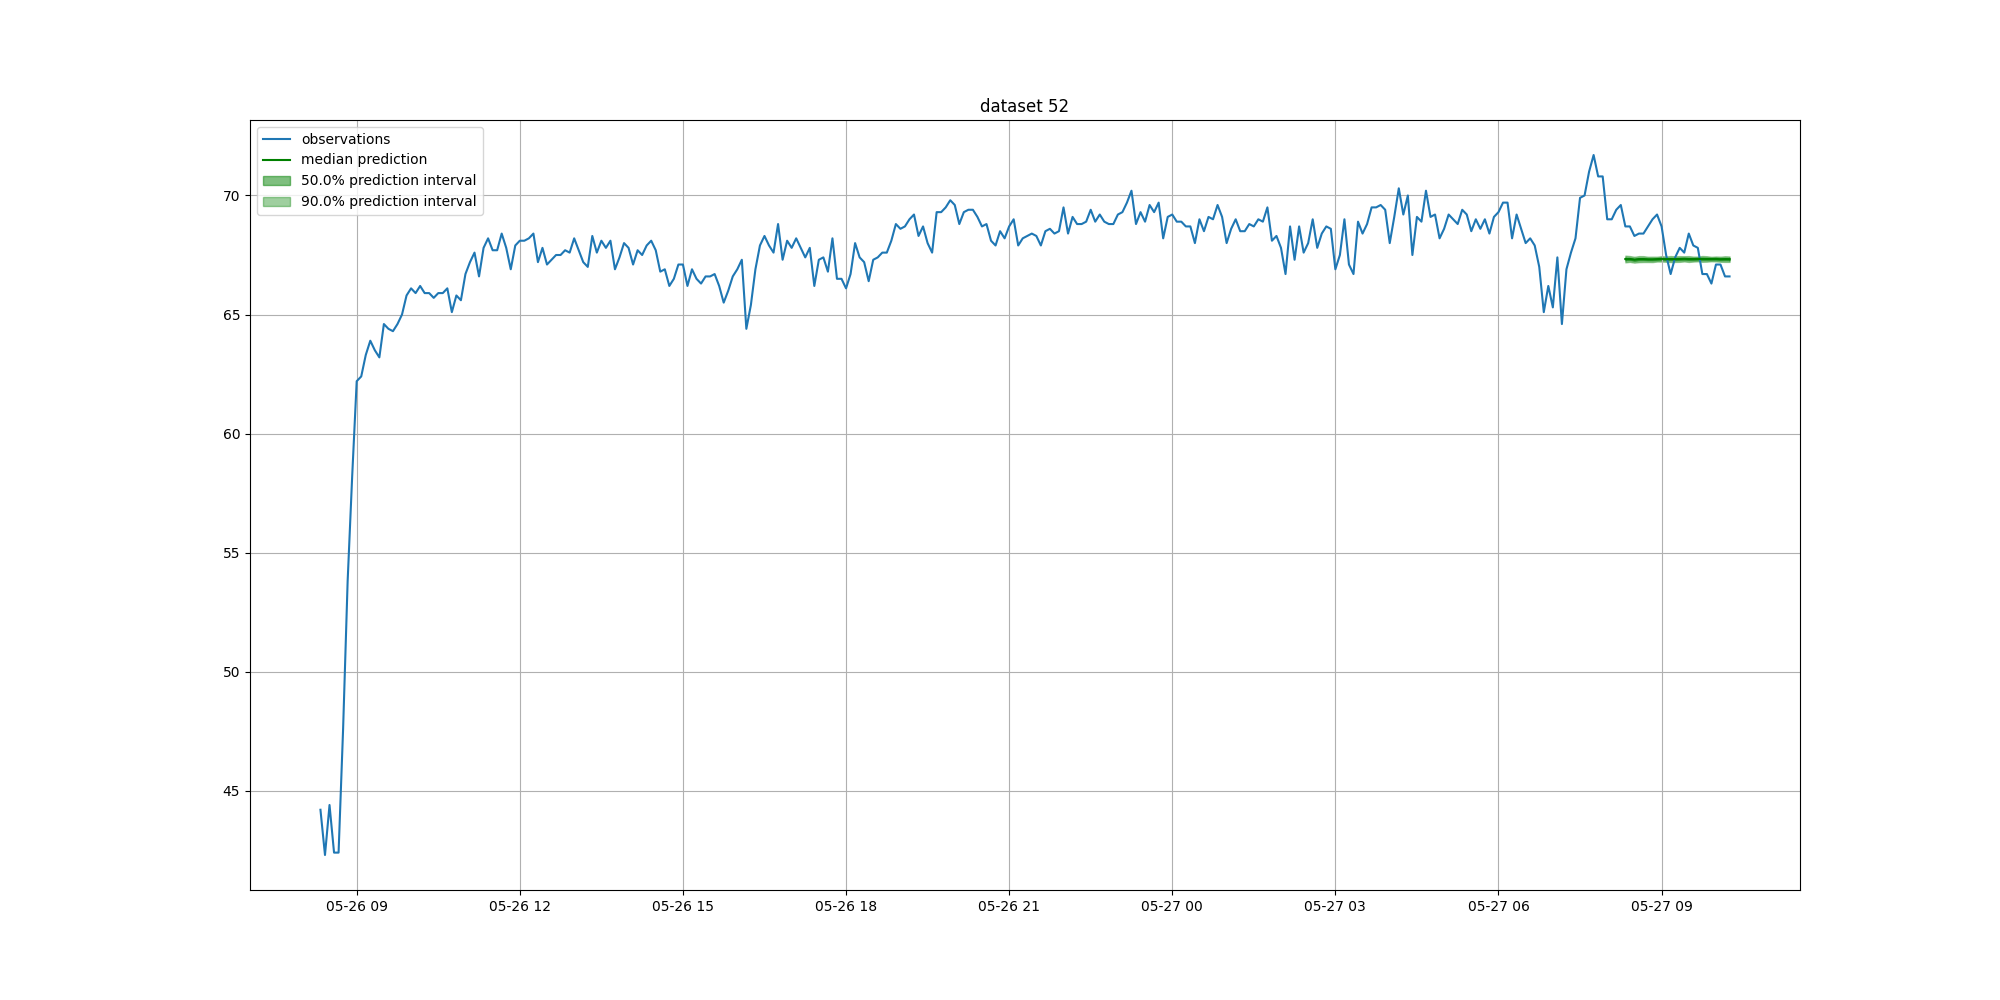 dataset 52
observations
median prediction
50.0% prediction interval
90.0% prediction interval
70
65
60
55
50
45
05-26 09 05-26 12 05-26 15 05-26 18 05-26 21 05-27 00 05-27 03 05-27 06 05-27 09